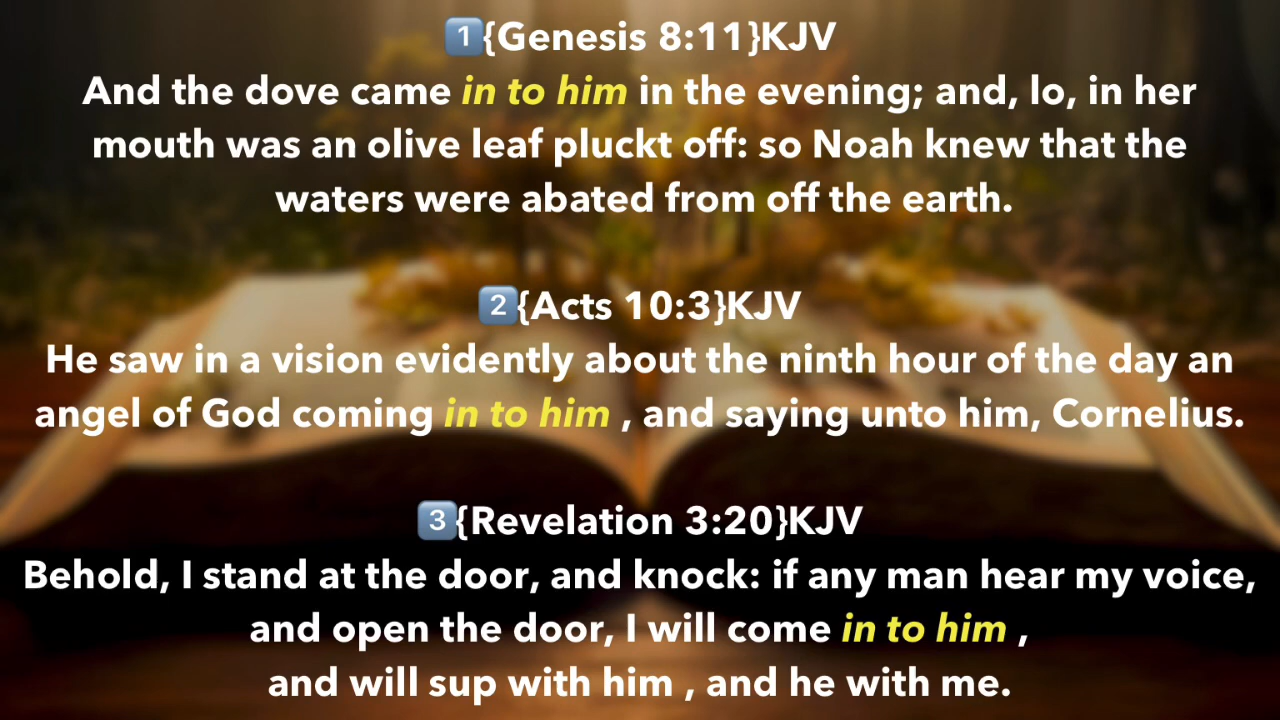 1️⃣{Genesis 8:11}KJV
And the dove came in to him in the evening; and, lo, in her
mouth was an olive leaf pluckt off: so Noah knew that the
waters were abated from off the earth.
2️⃣{Acts 10:3}KJV
He saw in a vision evidently about the ninth hour of the day an
angel of God coming in to him , and saying unto him, Cornelius.
3️⃣{Revelation 3:20}KJV
Behold, I stand at the door, and knock: if any man hear my voice,
and open the door, I will come in to him ,
and will sup with him , and he with me.